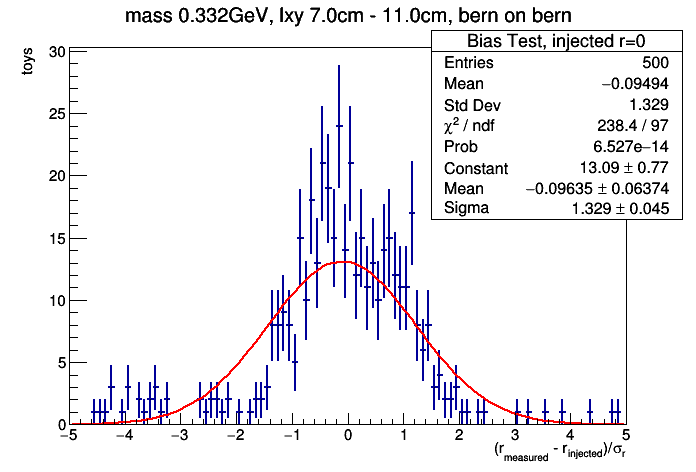 mass 0.332GeV, lxy 7.0cm - 11.0cm, bern on bern
Bias Test, injected r=0
Entries 500
Mean −0.09494
Std Dev 1.329
χ² / ndf 238.4 / 97
Prob 6.527e−14
Constant 13.09 ± 0.77
Mean −0.09635 ± 0.06374
Sigma 1.329 ± 0.045
toys
30
25
20
15
10
5
0
−5 −4 −3 −2 −1 0 1 2 3 4 5
(r_measured - r_injected)/σ_r